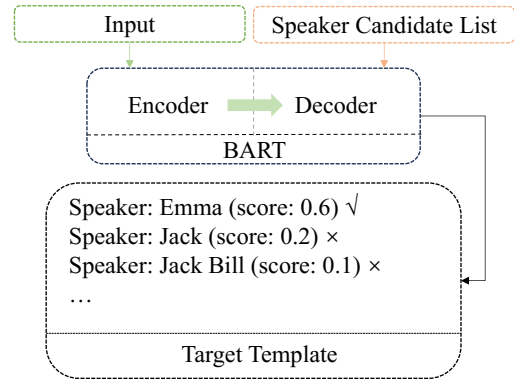 Input
Speaker Candidate List
Encoder
Decoder
BART
Speaker: Emma (score: 0.6) √
Speaker: Jack (score: 0.2) ×
Speaker: Jack Bill (score: 0.1) ×
…
Target Template